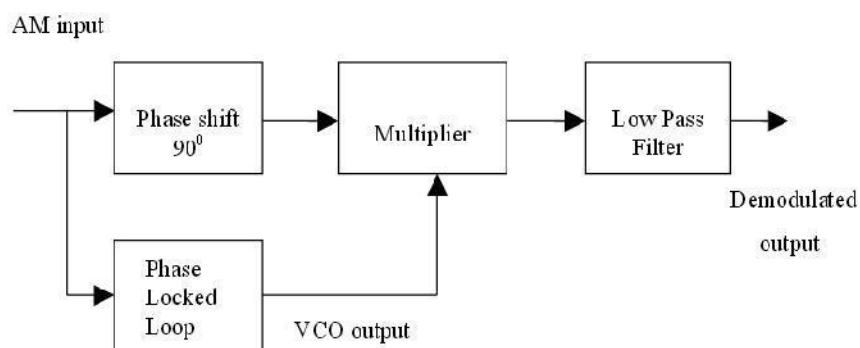 AM input
Phase shift
90⁰
Multiplier
Low Pass
Filter
Demodulated
output
Phase
Locked
Loop
VCO output